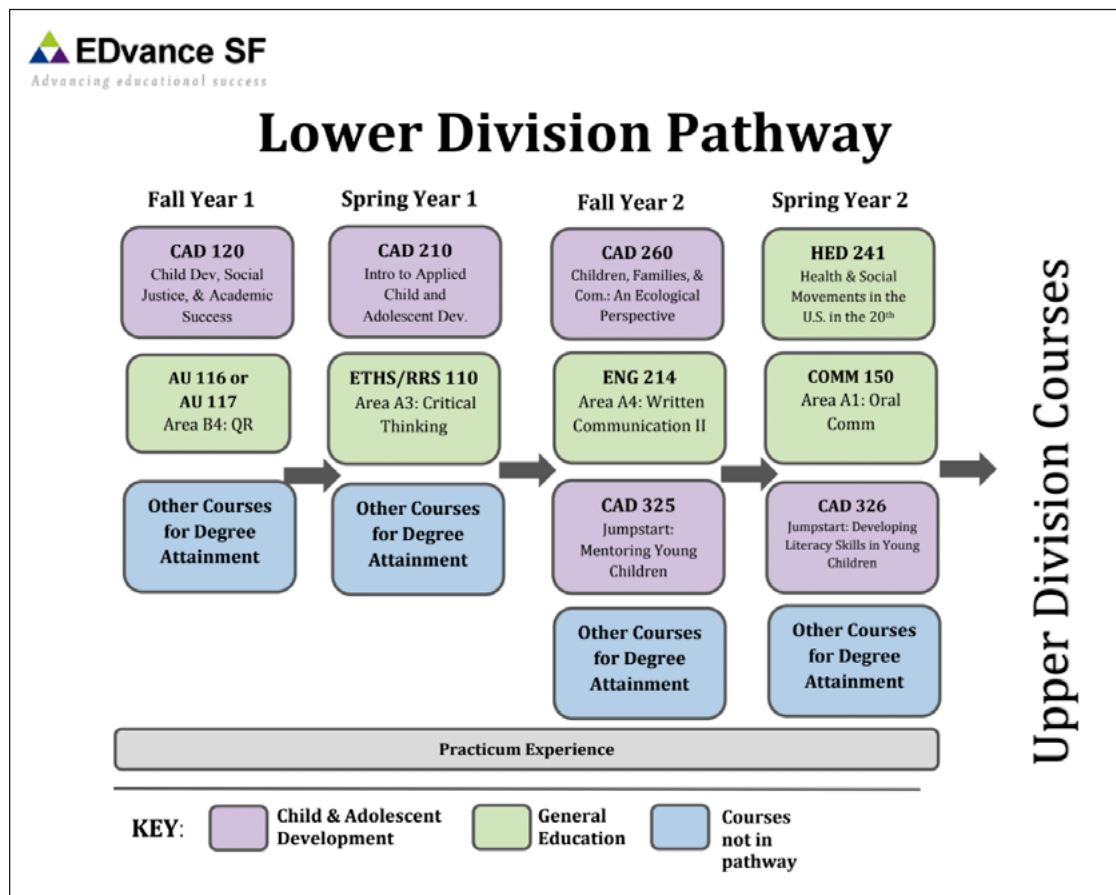 EDvance SF
Advancing educational success
Lower Division Pathway
Fall Year 1
CAD 120
Child Dev, Social
Justice, & Academic
Success
AU 116 or
AU 117
Area B4: QR
Other Courses
for Degree
Attainment
Spring Year 1
CAD 210
Intro to Applied
Child and
Adolescent Dev.
ETHS/RRS 110
Area A3: Critical
Thinking
Other Courses
for Degree
Attainment
Fall Year 2
CAD 260
Children, Families, &
Com.: An Ecological
Perspective
ENG 214
Area A4: Written
Communication II
CAD 325
Jumpstart:
Mentoring Young
Children
Other Courses
for Degree
Attainment
Spring Year 2
HED 241
Health & Social
Movements in the
U.S. in the 20th
COMM 150
Area A1: Oral
Comm
CAD 326
Jumpstart: Developing
Literacy Skills in Young
Children
Other Courses
for Degree
Attainment
Upper Division Courses
Practicum Experience
KEY:
Child & Adolescent
Development
General
Education
Courses
not in
pathway